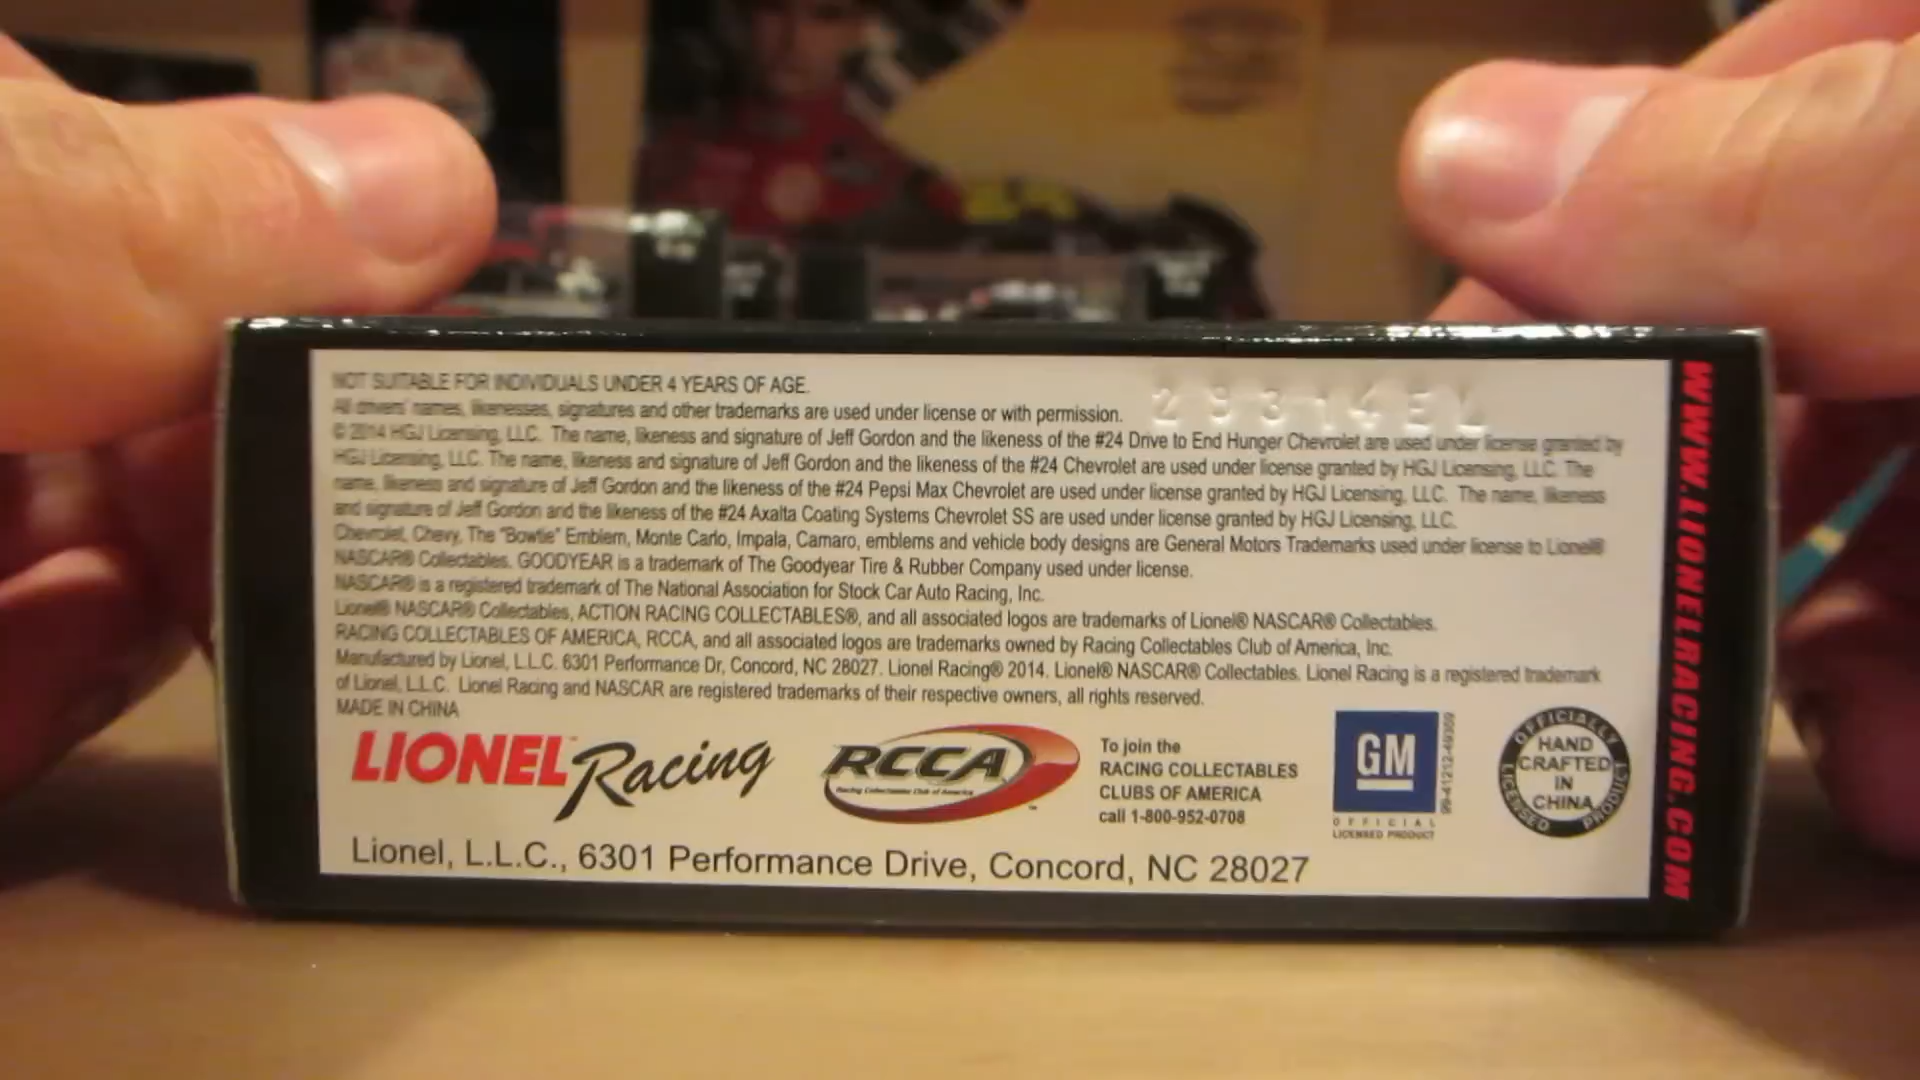 NOT SUITABLE FOR INDIVIDUALS UNDER 4 YEARS OF AGE.
All drivers' names, likenesses, signatures and other trademarks are used under license or with permission.
© 2014 HGJ Licensing, LLC. The name, likeness and signature of Jeff Gordon and the likeness of the #24 Drive to End Hunger Chevrolet are used under license granted by
HGJ Licensing, LLC. The name, likeness and signature of Jeff Gordon and the likeness of the #24 Chevrolet are used under license granted by HGJ Licensing, LLC. The
name, likeness and signature of Jeff Gordon and the likeness of the #24 Pepsi Max Chevrolet are used under license granted by HGJ Licensing, LLC. The name, likeness
and signature of Jeff Gordon and the likeness of the #24 Axalta Coating Systems Chevrolet SS are used under license granted by HGJ Licensing, LLC.
Chevrolet, Chevy, The "Bowtie" Emblem, Monte Carlo, Impala, Camaro, emblems and vehicle body designs are General Motors Trademarks used under license to Lionel®
NASCAR® Collectables. GOODYEAR is a trademark of The Goodyear Tire & Rubber Company used under license.
NASCAR® is a registered trademark of The National Association for Stock Car Auto Racing, Inc.
Lionel® NASCAR® Collectables, ACTION RACING COLLECTABLES®, and all associated logos are trademarks of Lionel® NASCAR® Collectables.
RACING COLLECTABLES OF AMERICA, RCCA, and all associated logos are trademarks owned by Racing Collectables Club of America, Inc.
Manufactured by Lionel, L.L.C. 6301 Performance Dr, Concord, NC 28027. Lionel Racing® 2014. Lionel® NASCAR® Collectables. Lionel Racing is a registered trademark
of Lionel, L.L.C. Lionel Racing and NASCAR are registered trademarks of their respective owners, all rights reserved.
MADE IN CHINA
LIONEL Racing
RCCA
Racing Collectables Club of America
To join the
RACING COLLECTABLES
CLUBS OF AMERICA
call 1-800-952-0708
GM
OFFICIAL
LICENSED PRODUCT
99-41212-49309
OFFICIALLY LICENSED PRODUCT
HAND
CRAFTED
IN
CHINA
Lionel, L.L.C., 6301 Performance Drive, Concord, NC 28027
WWW.LIONELRACING.COM